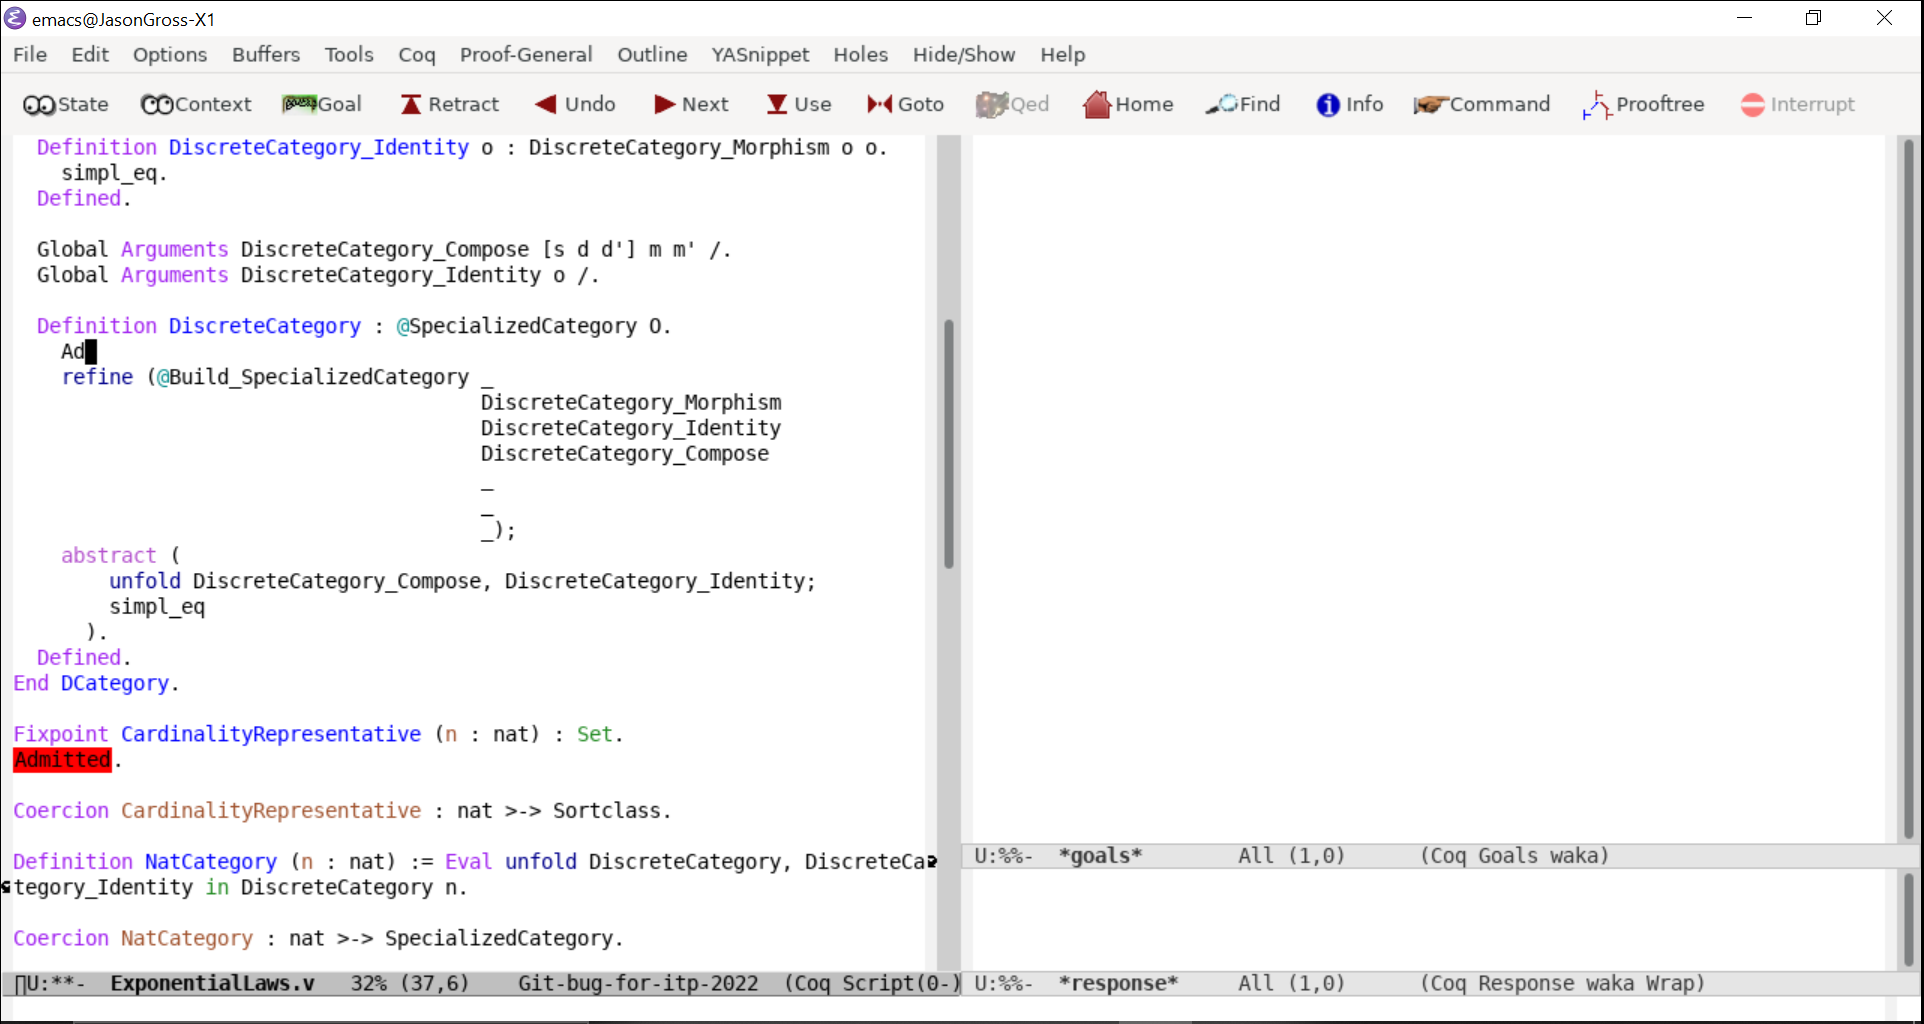 emacs@JasonGross-X1
File Edit Options Buffers Tools Coq Proof-General Outline YASnippet Holes Hide/Show Help
State Context Goal Retract Undo Next Use Goto Qed Home Find Info Command Prooftree Interrupt
Definition DiscreteCategory_Identity o : DiscreteCategory_Morphism o o.
simpl_eq.
Defined.
Global Arguments DiscreteCategory_Compose [s d d'] m m' /.
Global Arguments DiscreteCategory_Identity o /.
Definition DiscreteCategory : @SpecializedCategory O.
Ad
refine (@Build_SpecializedCategory _
DiscreteCategory_Morphism
DiscreteCategory_Identity
DiscreteCategory_Compose
_
_
_);
abstract (
unfold DiscreteCategory_Compose, DiscreteCategory_Identity;
simpl_eq
).
Defined.
End DCategory.
Fixpoint CardinalityRepresentative (n : nat) : Set.
Admitted.
Coercion CardinalityRepresentative : nat >-> Sortclass.
Definition NatCategory (n : nat) := Eval unfold DiscreteCategory, DiscreteCa
tegory_Identity in DiscreteCategory n.
Coercion NatCategory : nat >-> SpecializedCategory.
U:**- ExponentialLaws.v 32% (37,6) Git-bug-for-itp-2022 (Coq Script(0-)
U:%%- *goals* All (1,0) (Coq Goals waka)
U:%%- *response* All (1,0) (Coq Response waka Wrap)